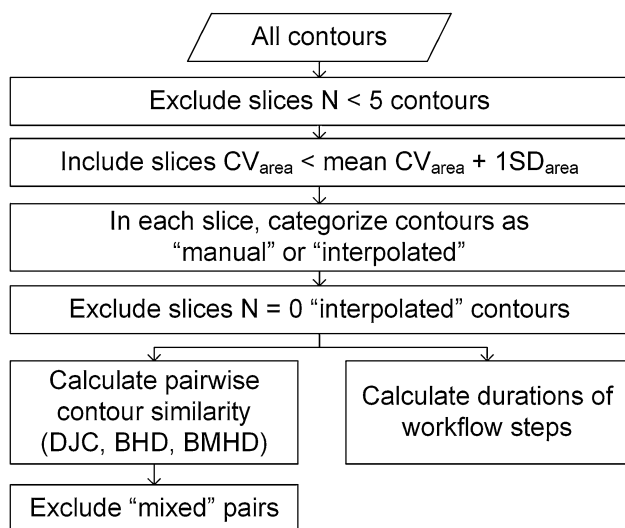 All contours
Exclude slices N < 5 contours
Include slices CVarea < mean CVarea + 1SDarea
In each slice, categorize contours as
“manual” or “interpolated”
Exclude slices N = 0 “interpolated” contours
Calculate pairwise
contour similarity
(DJC, BHD, BMHD)
Calculate durations of
workflow steps
Exclude “mixed” pairs